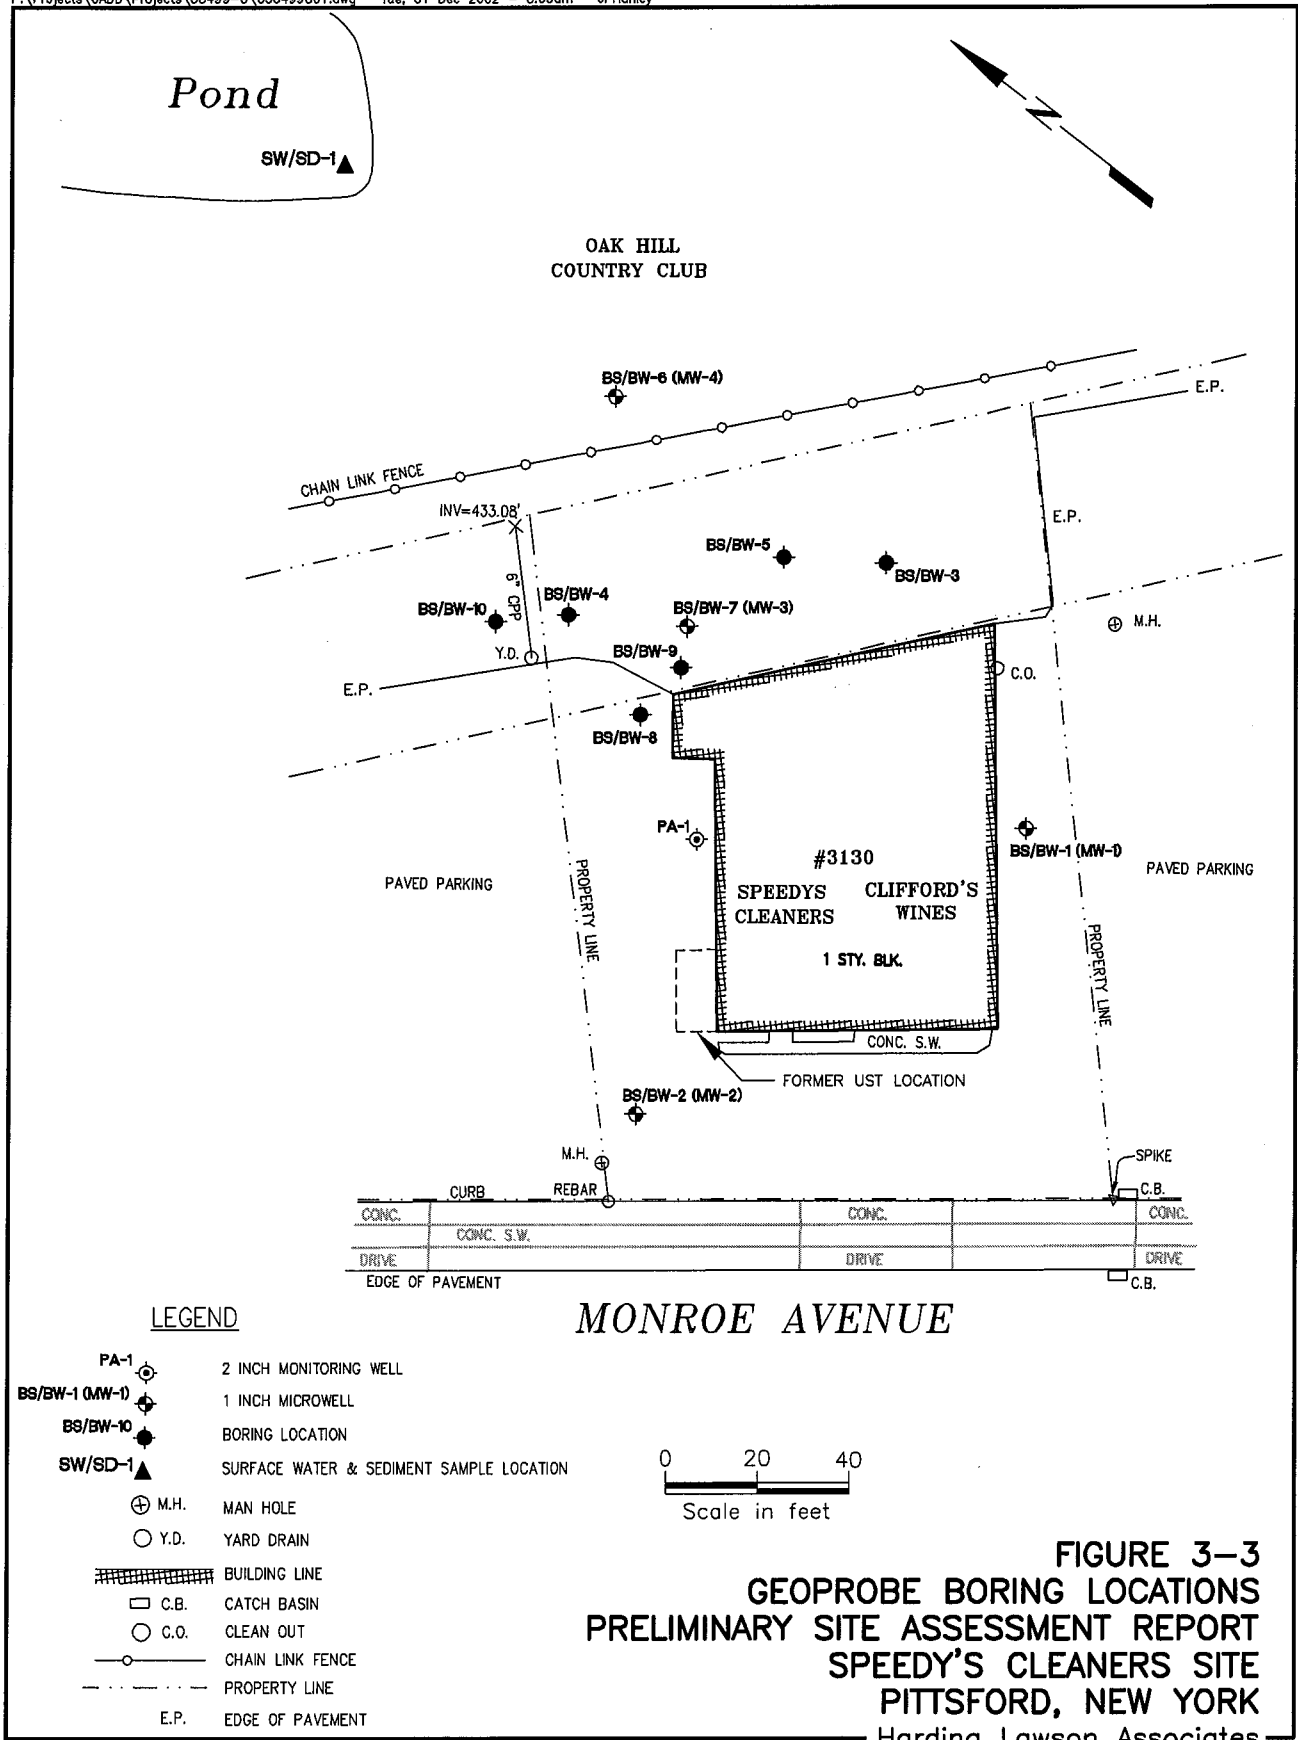 Pond
SW/SD-1
N
OAK HILL
COUNTRY CLUB
BS/BW-6 (MW-4)
E.P.
CHAIN LINK FENCE
INV=433.08'
E.P.
BS/BW-5
BS/BW-3
6" CPP
BS/BW-4
BS/BW-10
BS/BW-7 (MW-3)
M.H.
Y.D.
BS/BW-9
C.O.
E.P.
BS/BW-8
PA-1
BS/BW-1 (MW-1)
#3130
PAVED PARKING
PROPERTY LINE
SPEEDYS
CLEANERS
CLIFFORD'S
WINES
PAVED PARKING
1 STY. BLK.
PROPERTY LINE
CONC. S.W.
FORMER UST LOCATION
BS/BW-2 (MW-2)
M.H.
SPIKE
CURB
REBAR
C.B.
CONC.
CONC.
CONC.
CONC. S.W.
DRIVE
DRIVE
DRIVE
EDGE OF PAVEMENT
C.B.
MONROE AVENUE
LEGEND
PA-1 2 INCH MONITORING WELL
BS/BW-1 (MW-1) 1 INCH MICROWELL
BS/BW-10 BORING LOCATION
SW/SD-1 SURFACE WATER & SEDIMENT SAMPLE LOCATION
M.H. MAN HOLE
Y.D. YARD DRAIN
BUILDING LINE
C.B. CATCH BASIN
C.O. CLEAN OUT
CHAIN LINK FENCE
PROPERTY LINE
E.P. EDGE OF PAVEMENT
0 20 40
Scale in feet
FIGURE 3-3
GEOPROBE BORING LOCATIONS
PRELIMINARY SITE ASSESSMENT REPORT
SPEEDY'S CLEANERS SITE
PITTSFORD, NEW YORK
Harding Lawson Associates